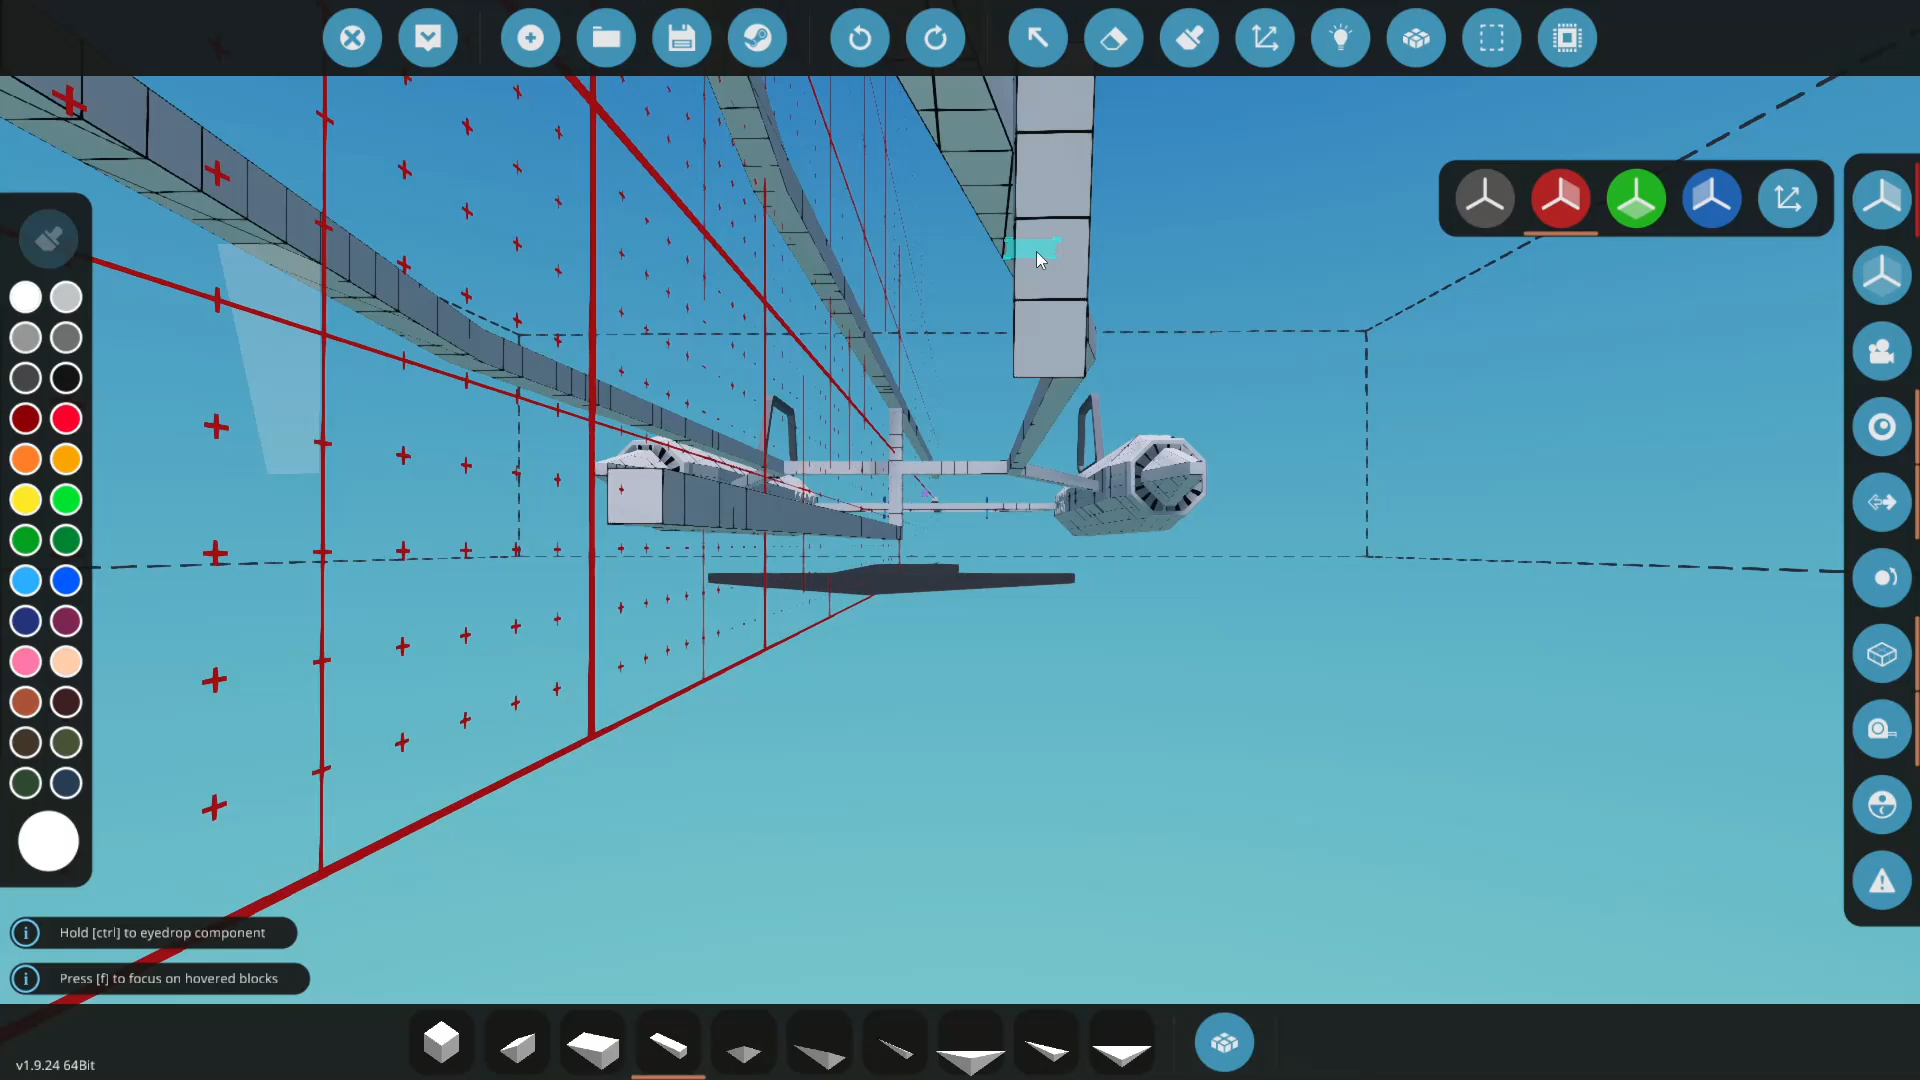 Hold [ctrl] to eyedrop component
Press [f] to focus on hovered blocks
v1.9.24 64Bit